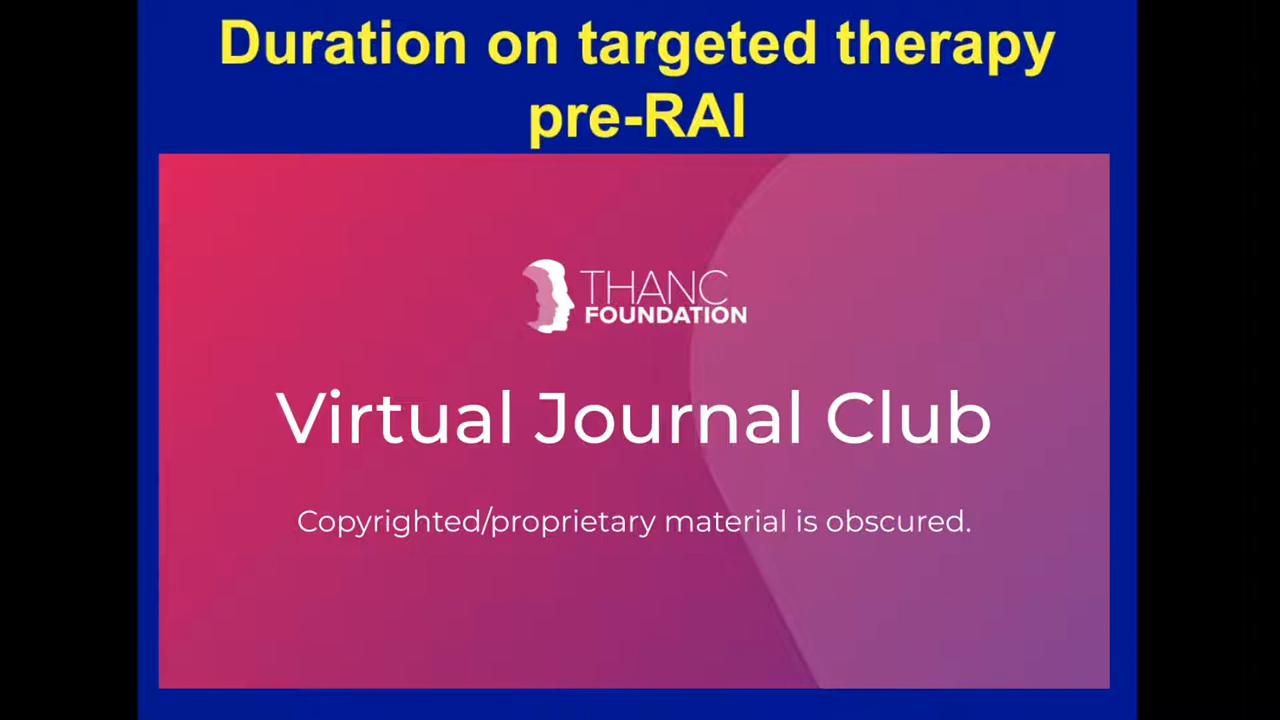 Duration on targeted therapy
pre-RAI
THANC
FOUNDATION
Virtual Journal Club
Copyrighted/proprietary material is obscured.